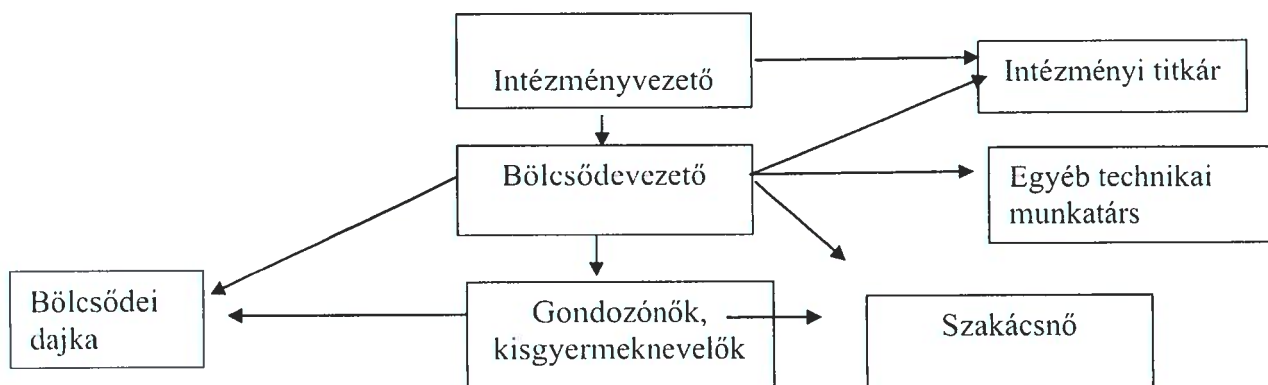 Intézményvezető
Intézményi titkár
Bölcsődevezető
Egyéb technikai
munkatárs
Bölcsődei
dajka
Gondozónők,
kisgyermeknevelők
Szakácsnő